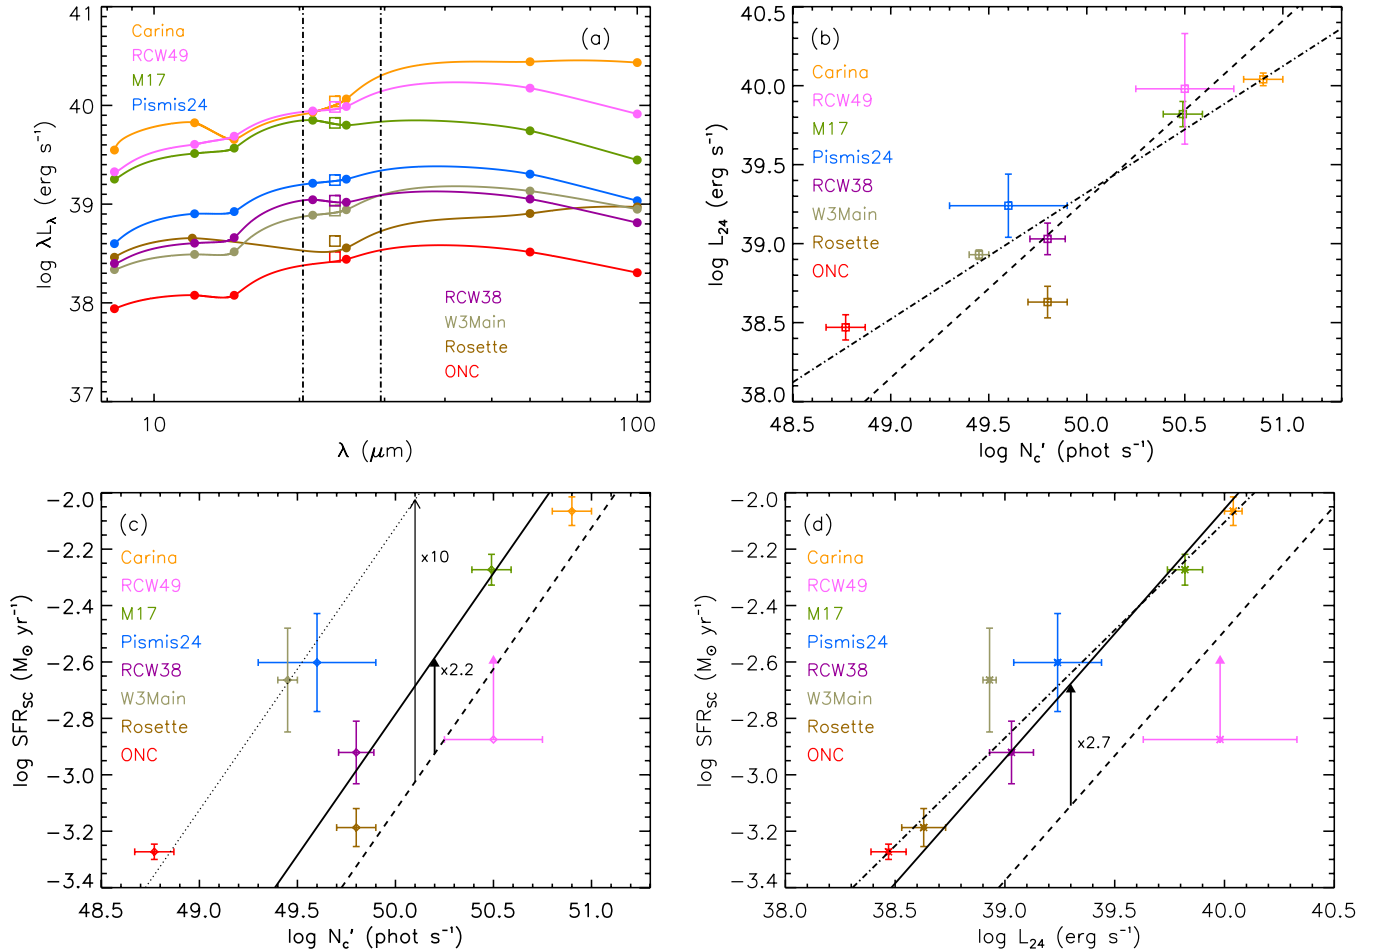 (a)
Carina
RCW49
M17
Pismis24
RCW38
W3Main
Rosette
ONC
41
40
39
38
37
log λL_λ (erg s⁻¹)
10
100
λ (μm)
(b)
Carina
RCW49
M17
Pismis24
RCW38
W3Main
Rosette
ONC
40.5
40.0
39.5
39.0
38.5
38.0
log L₂₄ (erg s⁻¹)
48.5 49.0 49.5 50.0 50.5 51.0
log N_c' (phot s⁻¹)
(c)
Carina
RCW49
M17
Pismis24
RCW38
W3Main
Rosette
ONC
x10
x2.2
−2.0
−2.2
−2.4
−2.6
−2.8
−3.0
−3.2
−3.4
log SFR_SC (M⊙ yr⁻¹)
48.5 49.0 49.5 50.0 50.5 51.0
log N_c' (phot s⁻¹)
(d)
Carina
RCW49
M17
Pismis24
RCW38
W3Main
Rosette
ONC
x2.7
−2.0
−2.2
−2.4
−2.6
−2.8
−3.0
−3.2
−3.4
log SFR_SC (M⊙ yr⁻¹)
38.0 38.5 39.0 39.5 40.0 40.5
log L₂₄ (erg s⁻¹)